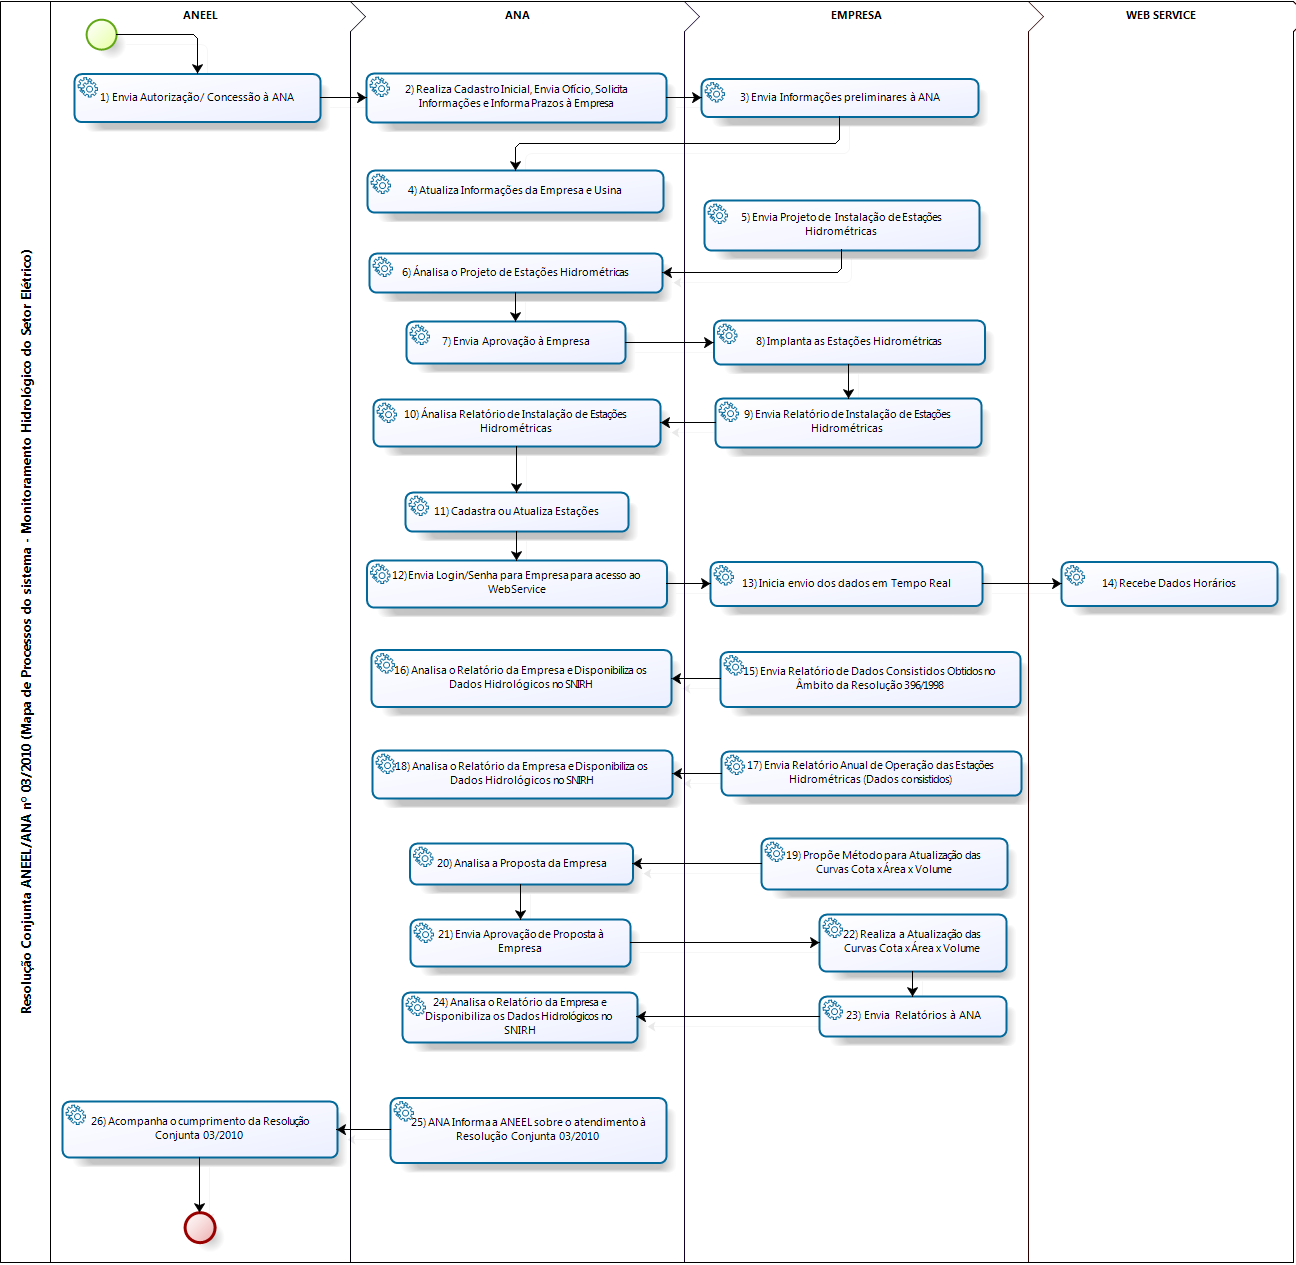 Resolução Conjunta ANEEL/ANA nº 03/2010 (Mapa de Processos do sistema - Monitoramento Hidrológico do Setor Elétrico)
ANEEL
ANA
EMPRESA
WEB SERVICE
1) Envia Autorização/ Concessão à ANA
2) Realiza Cadastro Inicial, Envia Ofício, Solicita
Informações e Informa Prazos à Empresa
3) Envia Informações preliminares à ANA
4) Atualiza Informações da Empresa e Usina
5) Envia Projeto de Instalação de Estações
Hidrométricas
6) Ánalisa o Projeto de Estações Hidrométricas
7) Envia Aprovação à Empresa
8) Implanta as Estações Hidrométricas
10) Ánalisa Relatório de Instalação de Estações
Hidrométricas
9) Envia Relatório de Instalação de Estações
Hidrométricas
11) Cadastra ou Atualiza Estações
12) Envia Login/Senha para Empresa para acesso ao
WebService
13) Inicia envio dos dados em Tempo Real
14) Recebe Dados Horários
16) Analisa o Relatório da Empresa e Disponibiliza os
Dados Hidrológicos no SNIRH
15) Envia Relatório de Dados Consistidos Obtidos no
Âmbito da Resolução 396/1998
18) Analisa o Relatório da Empresa e Disponibiliza os
Dados Hidrológicos no SNIRH
17) Envia Relatório Anual de Operação das Estações
Hidrométricas (Dados consistidos)
20) Analisa a Proposta da Empresa
19) Propõe Método para Atualização das
Curvas Cota x Área x Volume
21) Envia Aprovação de Proposta à
Empresa
22) Realiza a Atualização das
Curvas Cota x Área x Volume
24) Analisa o Relatório da Empresa e
Disponibiliza os Dados Hidrológicos no
SNIRH
23) Envia Relatórios à ANA
26) Acompanha o cumprimento da Resolução
Conjunta 03/2010
25) ANA Informa a ANEEL sobre o atendimento à
Resolução Conjunta 03/2010